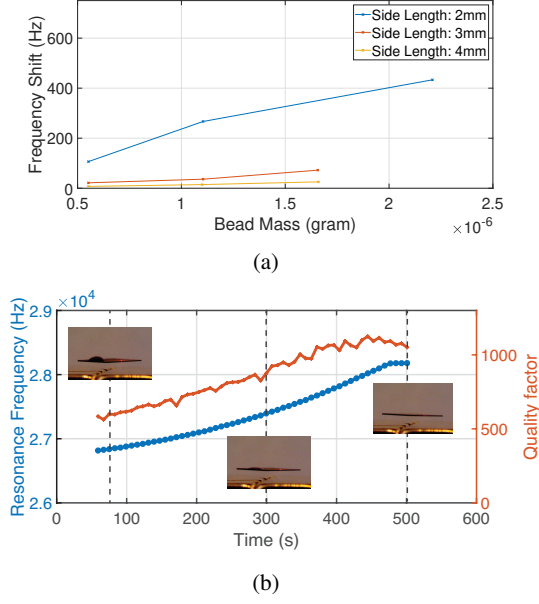 Frequency Shift (Hz)
600
400
200
0
Side Length: 2mm
Side Length: 3mm
Side Length: 4mm
0.5
1
1.5
2
2.5
Bead Mass (gram)
×10⁻⁶
(a)
Resonance Frequency (Hz)
×10⁴
2.9
2.8
2.7
2.6
Quality factor
1000
500
0
0
100
200
300
400
500
600
Time (s)
(b)